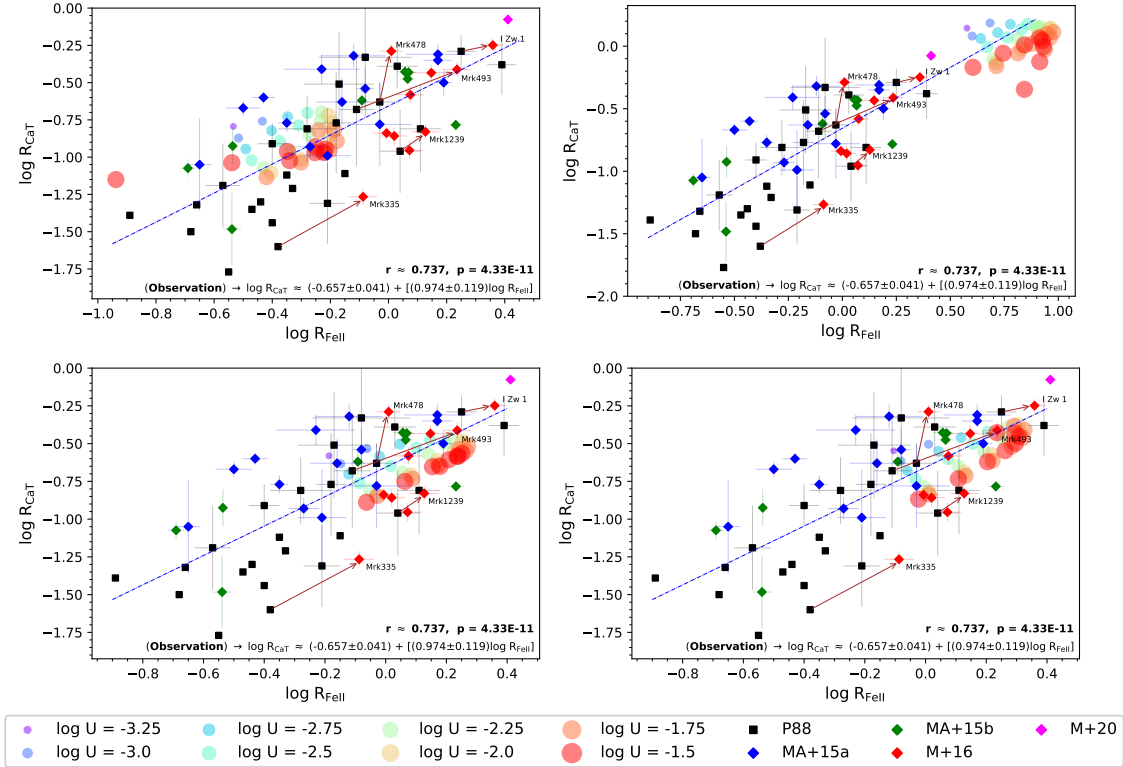 0.00
−0.25
−0.50
−0.75
−1.00
−1.25
−1.50
−1.75
log R_CaT
−1.0
−0.8
−0.6
−0.4
−0.2
0.0
0.2
0.4
log R_FeII
Mrk478
I Zw 1
Mrk493
Mrk1239
Mrk335
r ≈ 0.737, p = 4.33E-11
(Observation) → log R_CaT ≈ (-0.657±0.041) + [(0.974±0.119)log R_FeII]
0.0
−0.5
−1.0
−1.5
−2.0
log R_CaT
−0.75
−0.50
−0.25
0.00
0.25
0.50
0.75
1.00
log R_FeII
Mrk478
I Zw 1
Mrk493
Mrk1239
Mrk335
r ≈ 0.737, p = 4.33E-11
(Observation) → log R_CaT ≈ (-0.657±0.041) + [(0.974±0.119)log R_FeII]
0.00
−0.25
−0.50
−0.75
−1.00
−1.25
−1.50
−1.75
log R_CaT
−0.8
−0.6
−0.4
−0.2
0.0
0.2
0.4
log R_FeII
Mrk478
I Zw 1
Mrk493
Mrk1239
Mrk335
r ≈ 0.737, p = 4.33E-11
(Observation) → log R_CaT ≈ (-0.657±0.041) + [(0.974±0.119)log R_FeII]
0.00
−0.25
−0.50
−0.75
−1.00
−1.25
−1.50
−1.75
log R_CaT
−0.8
−0.6
−0.4
−0.2
0.0
0.2
0.4
log R_FeII
Mrk478
I Zw 1
Mrk493
Mrk1239
Mrk335
r ≈ 0.737, p = 4.33E-11
(Observation) → log R_CaT ≈ (-0.657±0.041) + [(0.974±0.119)log R_FeII]
log U = -3.25
log U = -3.0
log U = -2.75
log U = -2.5
log U = -2.25
log U = -2.0
log U = -1.75
log U = -1.5
P88
MA+15a
MA+15b
M+16
M+20